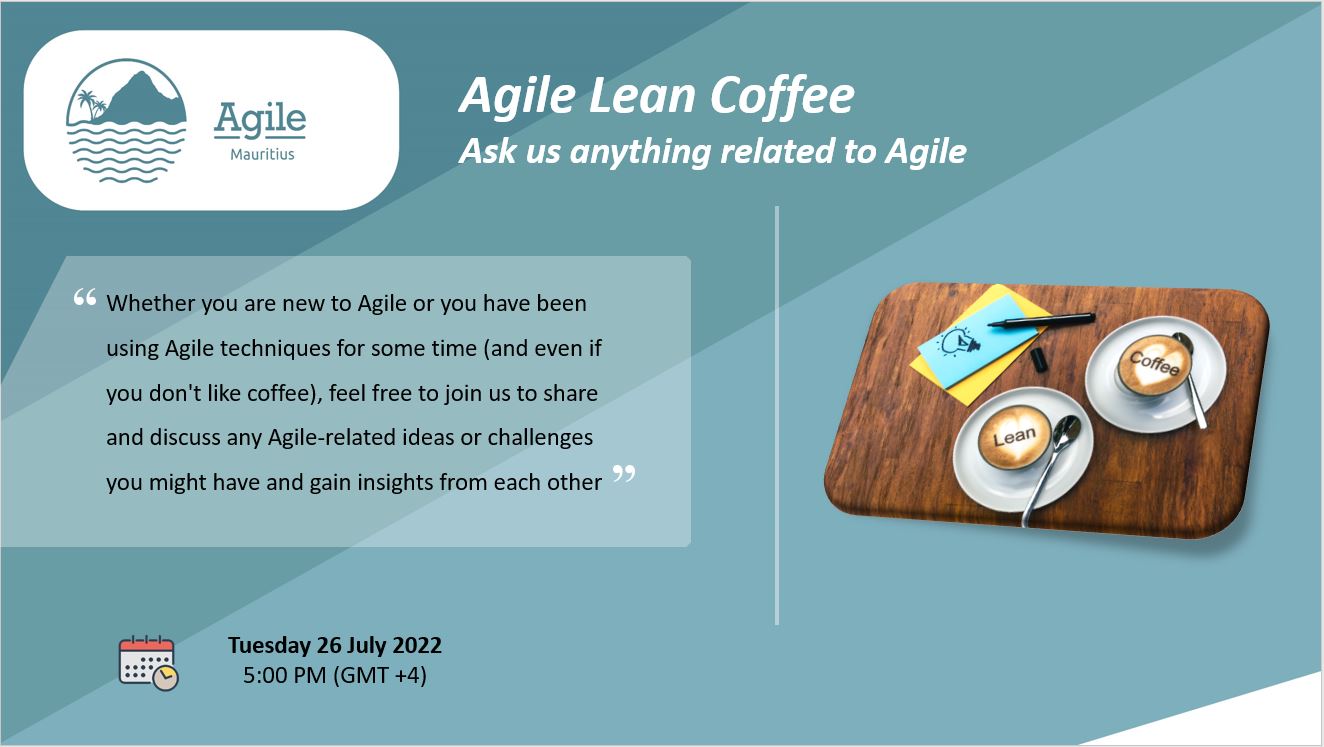 Agile
Mauritius
Agile Lean Coffee
Ask us anything related to Agile
“ Whether you are new to Agile or you have been
using Agile techniques for some time (and even if
you don't like coffee), feel free to join us to share
and discuss any Agile-related ideas or challenges
you might have and gain insights from each other ”
Coffee
Lean
Tuesday 26 July 2022
5:00 PM (GMT +4)